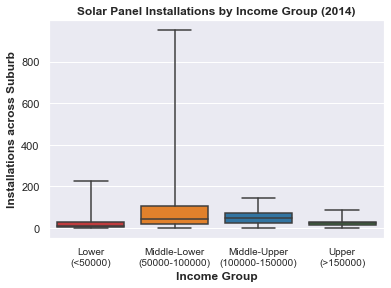 Solar Panel Installations by Income Group (2014)
Installations across Suburb
800
600
400
200
0
Lower
(<50000)
Middle-Lower
(50000-100000)
Middle-Upper
(100000-150000)
Upper
(>150000)
Income Group